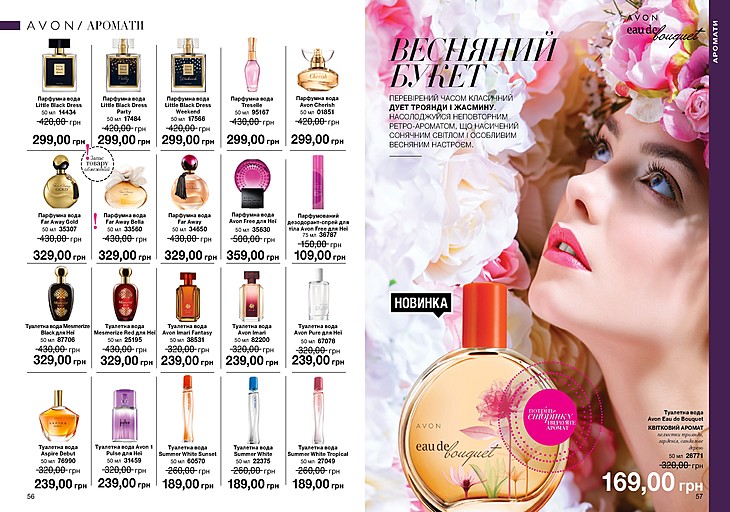 AVON / АРОМАТИ
Парфумна вода
Little Black Dress
50 мл 14434
420,00 грн
299,00 грн
Парфумна вода
Little Black Dress
Party
50 мл 17484
420,00 грн
299,00 грн
Парфумна вода
Little Black Dress
Weekend
50 мл 17568
420,00 грн
299,00 грн
Парфумна вода
Treselle
50 мл 95167
430,00 грн
299,00 грн
Парфумна вода
Avon Cherish
50 мл 01851
420,00 грн
299,00 грн
Запас
товару
обмежений
!
Парфумна вода
Far Away Gold
50 мл 35307
430,00 грн
329,00 грн
!
Парфумна вода
Far Away Bella
50 мл 33560
430,00 грн
329,00 грн
Парфумна вода
Far Away
50 мл 34650
430,00 грн
329,00 грн
Парфумна вода
Avon Free для Неї
50 мл 35630
500,00 грн
359,00 грн
Парфумований
дезодорант-спрей для
тіла Avon Free для Неї
75 мл 36787
150,00 грн
109,00 грн
Туалетна вода Mesmerize
Black для Неї
50 мл 87706
430,00 грн
329,00 грн
Туалетна вода
Mesmerize Red для Неї
50 мл 25195
430,00 грн
329,00 грн
Туалетна вода
Avon Imari Fantasy
50 мл 38531
320,00 грн
239,00 грн
Туалетна вода
Avon Imari
50 мл 82200
320,00 грн
239,00 грн
Туалетна вода
Avon Pure для Неї
50 мл 67078
320,00 грн
239,00 грн
Туалетна вода
Aspire Debut
50 мл 76990
320,00 грн
239,00 грн
Туалетна вода Avon 1
Pulse для Неї
50 мл 31459
320,00 грн
239,00 грн
Туалетна вода
Summer White Sunset
50 мл 60570
260,00 грн
189,00 грн
Туалетна вода
Summer White
50 мл 22375
260,00 грн
189,00 грн
Туалетна вода
Summer White Tropical
50 мл 27049
260,00 грн
189,00 грн
56
AVON
eau de
bouquet
АРОМАТИ
ВЕСНЯНИЙ
БУКЕТ
ПЕРЕВІРЕНИЙ ЧАСОМ КЛАСИЧНИЙ
ДУЕТ ТРОЯНДИ І ЖАСМИНУ.
НАСОЛОДЖУЙСЯ НЕПОВТОРНИМ
РЕТРО-АРОМАТОМ, ЩО НАСИЧЕНИЙ
СОНЯЧНИМ СВІТЛОМ І ОСОБЛИВИМ
ВЕСНЯНИМ НАСТРОЄМ.
НОВИНКА
AVON
eau de
bouquet
ПОТРИ
СТОРІНКУ
І ВІДЧУЙТЕ
АРОМАТ
Туалетна вода
Avon Eau de Bouquet
КВІТКОВИЙ АРОМАТ
пелюстки троянди,
гарденія, сандалове
дерево
50 мл 26771
320,00 грн
169,00 грн
57